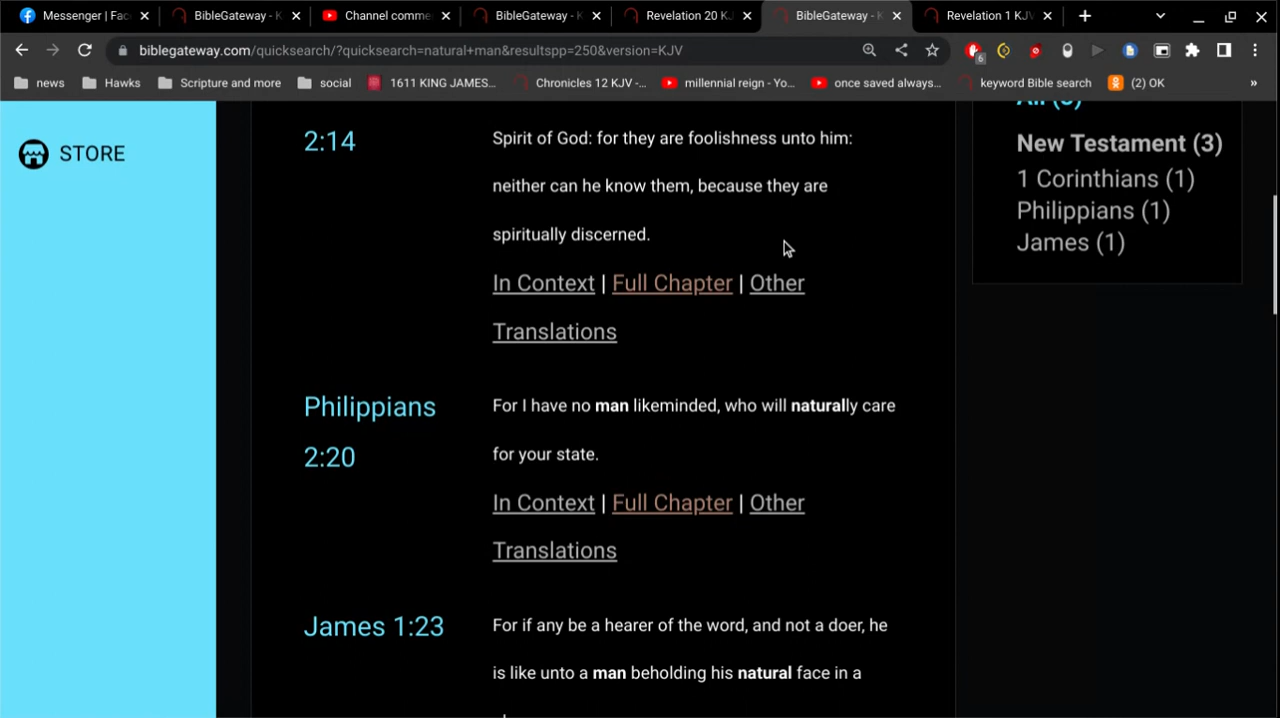 Messenger | Fac
BibleGateway - K
Channel comme
BibleGateway - K
Revelation 20 KJ
BibleGateway - K
Revelation 1 KJV
biblegateway.com/quicksearch/?quicksearch=natural+man&resultspp=250&version=KJV
6
news
Hawks
Scripture and more
social
1611 KING JAMES...
Chronicles 12 KJV -...
millennial reign - Yo...
once saved always...
keyword Bible search
(2) OK
»
STORE
2:14
Spirit of God: for they are foolishness unto him:
neither can he know them, because they are
spiritually discerned.
In Context | Full Chapter | Other
Translations
Philippians
2:20
For I have no man likeminded, who will naturally care
for your state.
In Context | Full Chapter | Other
Translations
James 1:23
For if any be a hearer of the word, and not a doer, he
is like unto a man beholding his natural face in a
All (3)
New Testament (3)
1 Corinthians (1)
Philippians (1)
James (1)